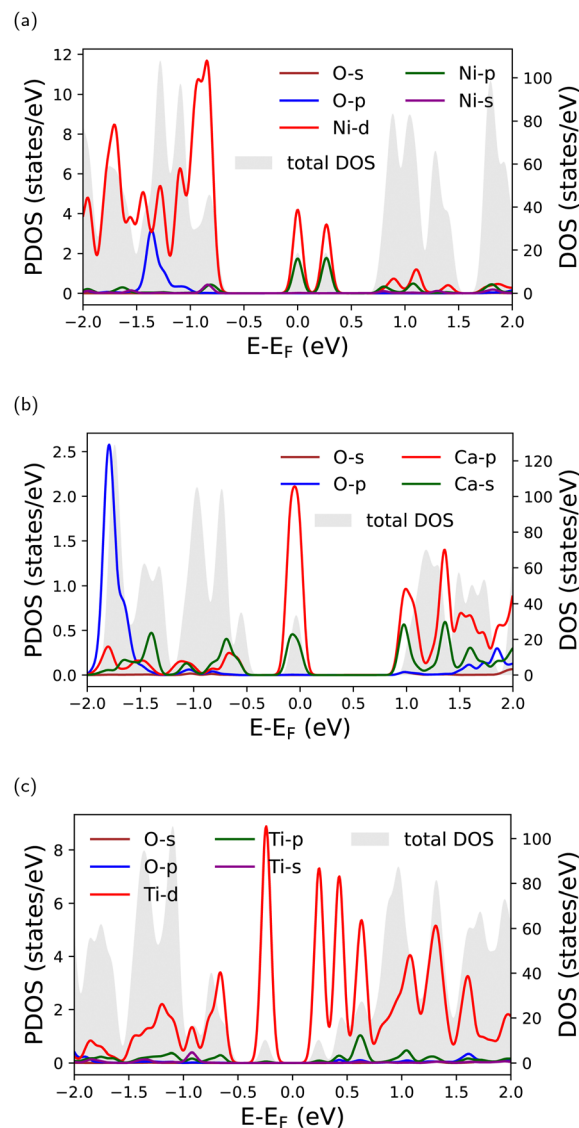 (a)
O-s Ni-p
O-p Ni-s
Ni-d
total DOS
PDOS (states/eV)
0 2 4 6 8 10 12
DOS (states/eV)
0 20 40 60 80 100
−2.0 −1.5 −1.0 −0.5 0.0 0.5 1.0 1.5 2.0
E-E_F (eV)
(b)
O-s Ca-p
O-p Ca-s
total DOS
PDOS (states/eV)
0.0 0.5 1.0 1.5 2.0 2.5
DOS (states/eV)
0 20 40 60 80 100 120
−2.0 −1.5 −1.0 −0.5 0.0 0.5 1.0 1.5 2.0
E-E_F (eV)
(c)
O-s Ti-p total DOS
O-p Ti-s
Ti-d
PDOS (states/eV)
0 2 4 6 8
DOS (states/eV)
0 20 40 60 80 100
−2.0 −1.5 −1.0 −0.5 0.0 0.5 1.0 1.5 2.0
E-E_F (eV)